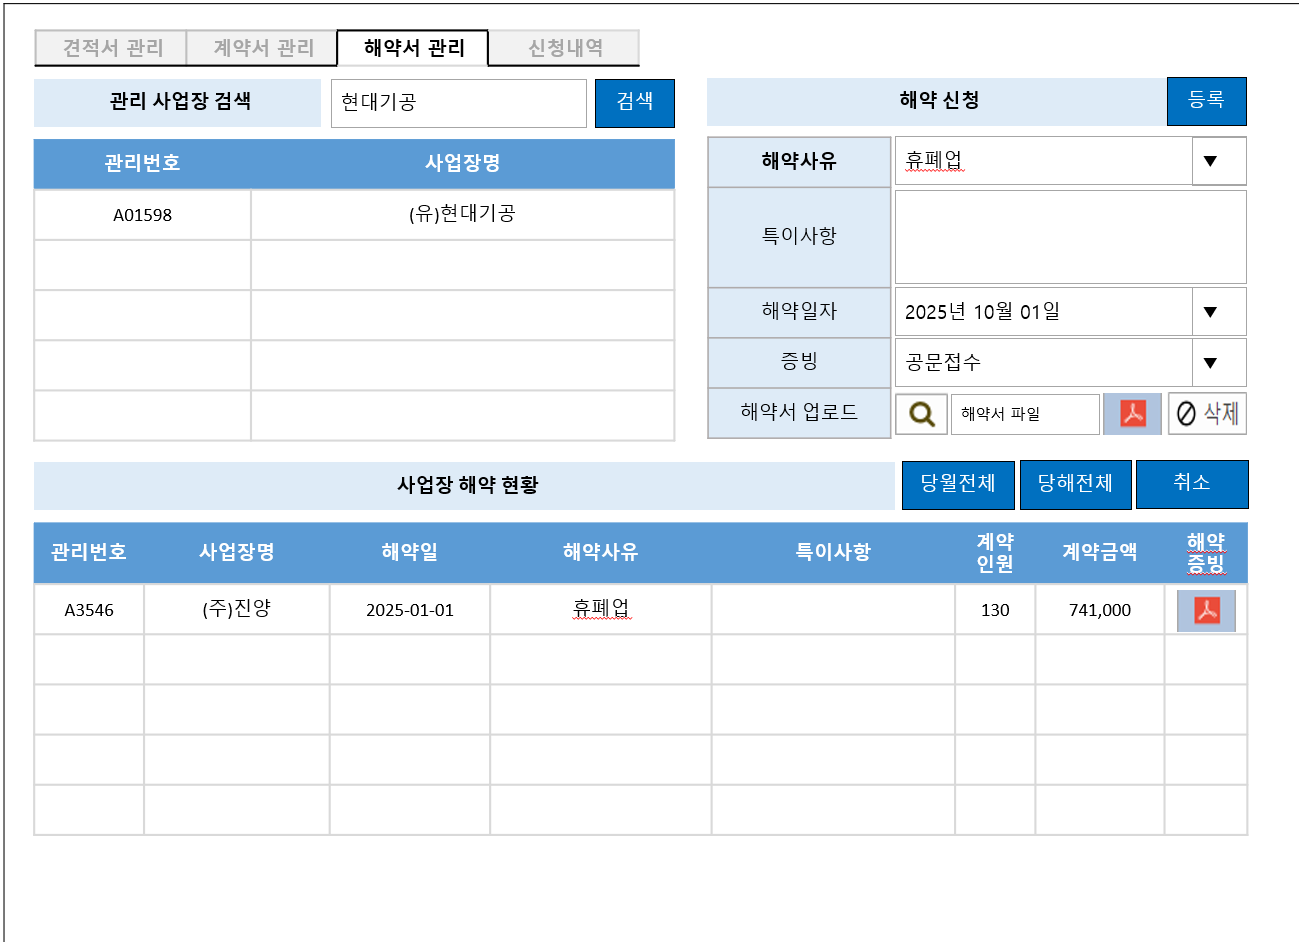 견적서 관리
계약서 관리
해약서 관리
신청내역
관리 사업장 검색
현대기공
검색
관리번호
사업장명
A01598
(유)현대기공
해약 신청
등록
해약사유
휴폐업
▼
특이사항
해약일자
2025년 10월 01일
▼
증빙
공문접수
▼
해약서 업로드
해약서 파일
삭제
사업장 해약 현황
당월전체
당해전체
취소
관리번호
사업장명
해약일
해약사유
특이사항
계약
인원
계약금액
해약
증빙
A3546
(주)진양
2025-01-01
휴폐업
130
741,000